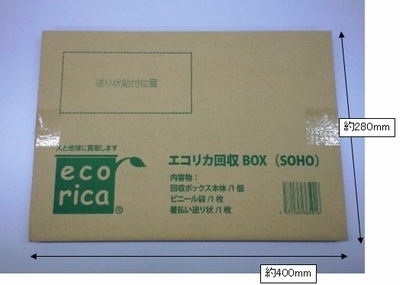 送り状貼付位置
約280mm
人と地球に貢献します
eco
rica
®
エコリカ回収 BOX（SOHO）
内容物：
回収ボックス本体/1個
ビニール袋/1枚
着払い送り状/1枚
約400mm